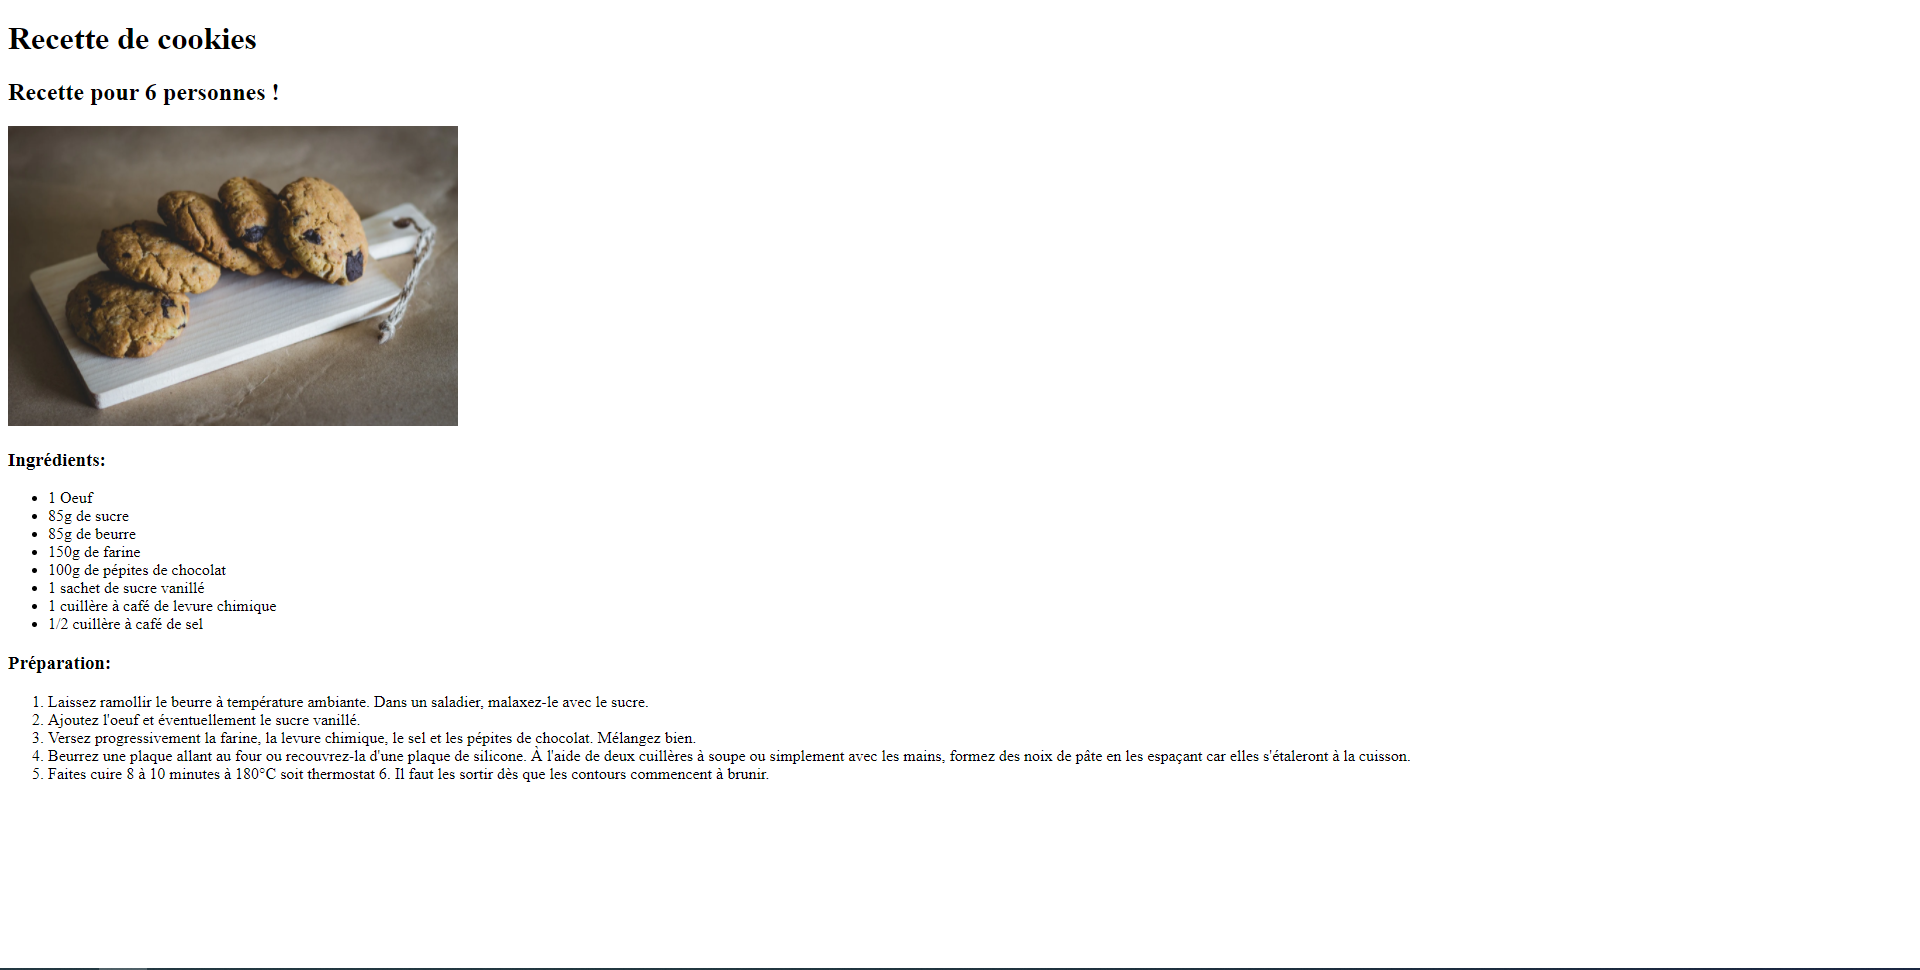 Recette de cookies
Recette pour 6 personnes !
Ingrédients:
1 Oeuf
85g de sucre
85g de beurre
150g de farine
100g de pépites de chocolat
1 sachet de sucre vanillé
1 cuillère à café de levure chimique
1/2 cuillère à café de sel
Préparation:
1. Laissez ramollir le beurre à température ambiante. Dans un saladier, malaxez-le avec le sucre.
2. Ajoutez l'oeuf et éventuellement le sucre vanillé.
3. Versez progressivement la farine, la levure chimique, le sel et les pépites de chocolat. Mélangez bien.
4. Beurrez une plaque allant au four ou recouvrez-la d'une plaque de silicone. À l'aide de deux cuillères à soupe ou simplement avec les mains, formez des noix de pâte en les espaçant car elles s'étaleront à la cuisson.
5. Faites cuire 8 à 10 minutes à 180°C soit thermostat 6. Il faut les sortir dès que les contours commencent à brunir.